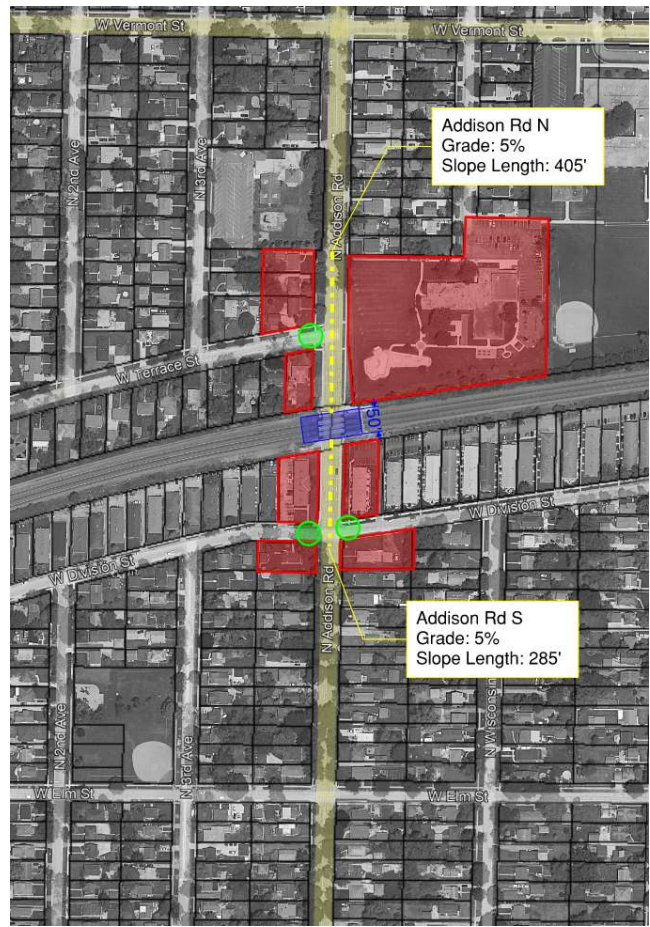 W Vermont St
W Vermont St
Addison Rd N
Grade: 5%
Slope Length: 405'
N 2nd Ave
N 3rd Ave
N Addison Rd
W Terrace St
50'
W Division St
W Division St
N Addison Rd
Addison Rd S
Grade: 5%
Slope Length: 285'
N 2nd Ave
N 3rd Ave
N Wisconsin
W Elm St
W Elm St